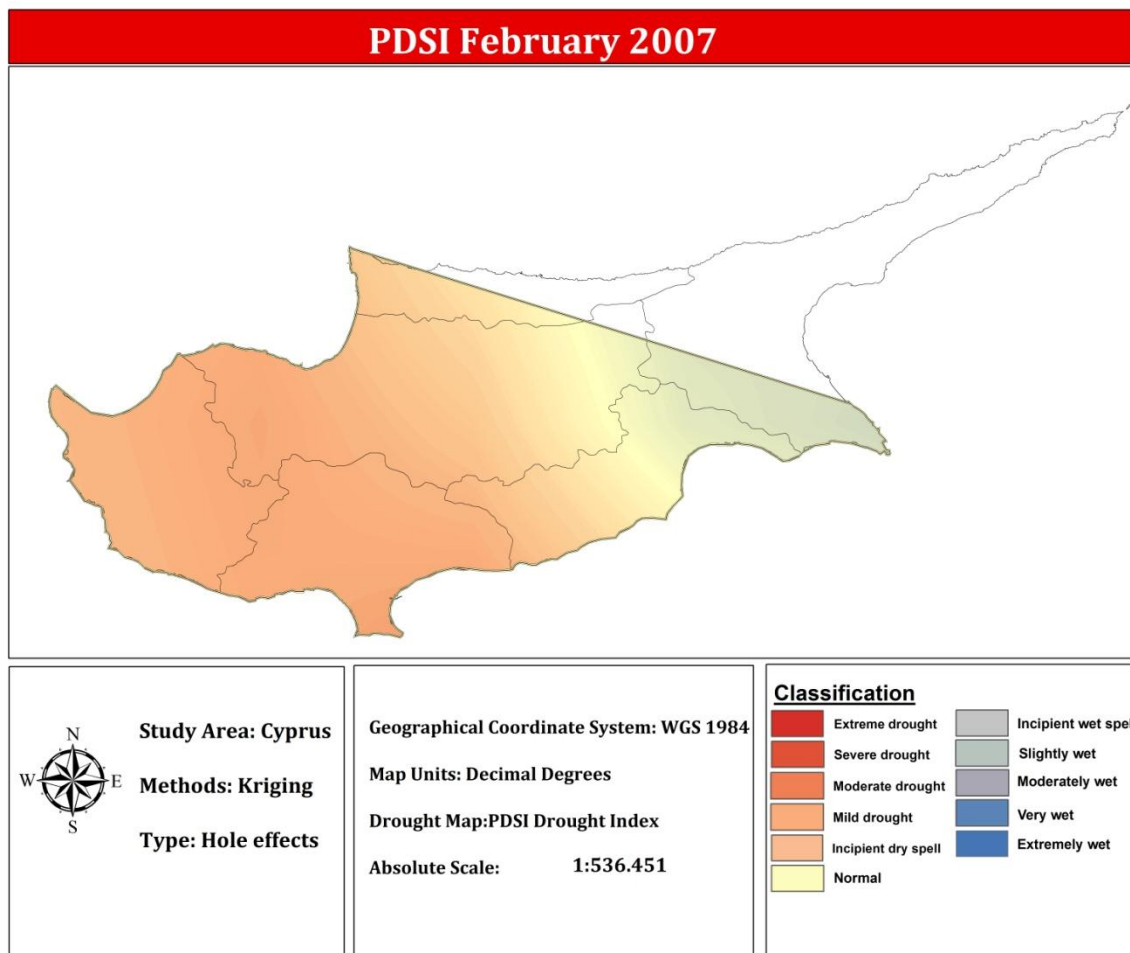 PDSI February 2007
N
W E
S
Study Area: Cyprus
Methods: Kriging
Type: Hole effects
Geographical Coordinate System: WGS 1984
Map Units: Decimal Degrees
Drought Map:PDSI Drought Index
Absolute Scale: 1:536.451
Classification
Extreme drought
Severe drought
Moderate drought
Mild drought
Incipient dry spell
Normal
Incipient wet spel
Slightly wet
Moderately wet
Very wet
Extremely wet